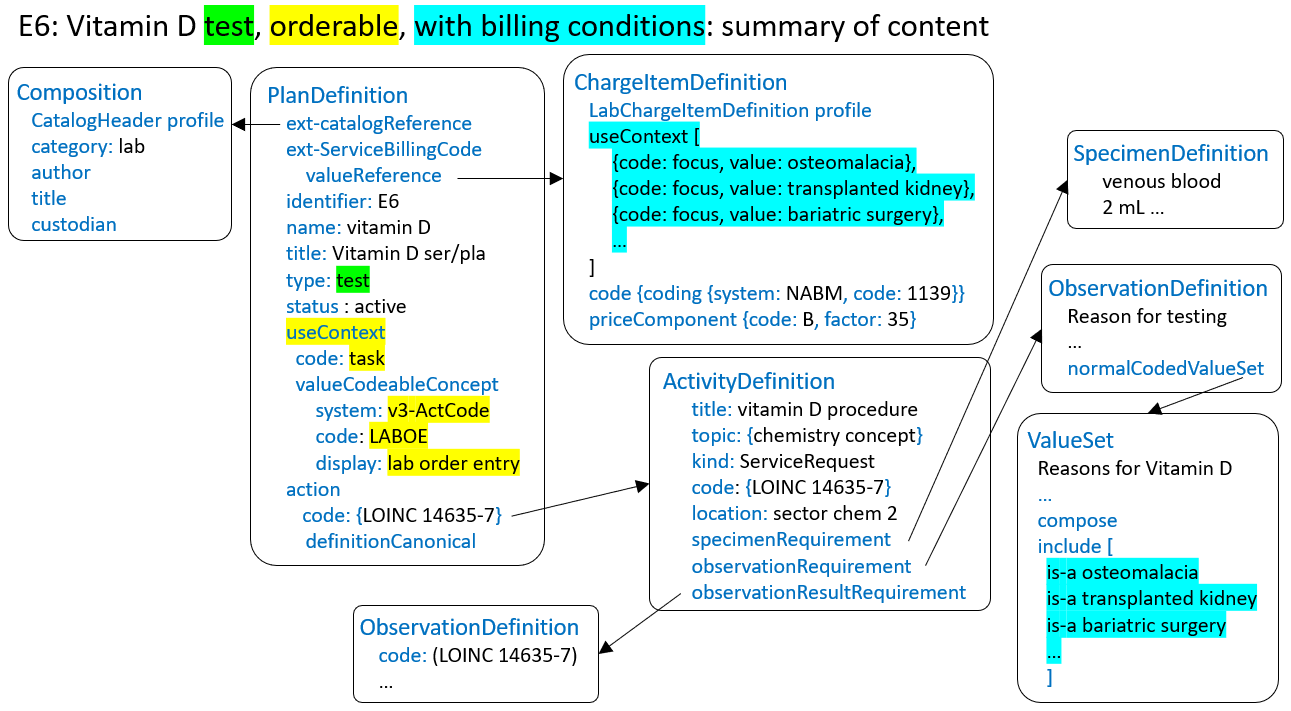 E6: Vitamin D test, orderable, with billing conditions: summary of content
Composition
CatalogHeader profile
category: lab
author
title
custodian
PlanDefinition
ext-catalogReference
ext-ServiceBillingCode
valueReference
identifier: E6
name: vitamin D
title: Vitamin D ser/pla
type: test
status : active
useContext
code: task
valueCodeableConcept
system: v3-ActCode
code: LABOE
display: lab order entry
action
code: {LOINC 14635-7}
definitionCanonical
ChargeItemDefinition
LabChargeItemDefinition profile
useContext [
{code: focus, value: osteomalacia},
{code: focus, value: transplanted kidney},
{code: focus, value: bariatric surgery},
...
]
code {coding {system: NABM, code: 1139}}
priceComponent {code: B, factor: 35}
ActivityDefinition
title: vitamin D procedure
topic: {chemistry concept}
kind: ServiceRequest
code: {LOINC 14635-7}
location: sector chem 2
specimenRequirement
observationRequirement
observationResultRequirement
ObservationDefinition
code: (LOINC 14635-7)
...
SpecimenDefinition
venous blood
2 mL ...
ObservationDefinition
Reason for testing
...
normalCodedValueSet
ValueSet
Reasons for Vitamin D
...
compose
include [
is-a osteomalacia
is-a transplanted kidney
is-a bariatric surgery
...
]